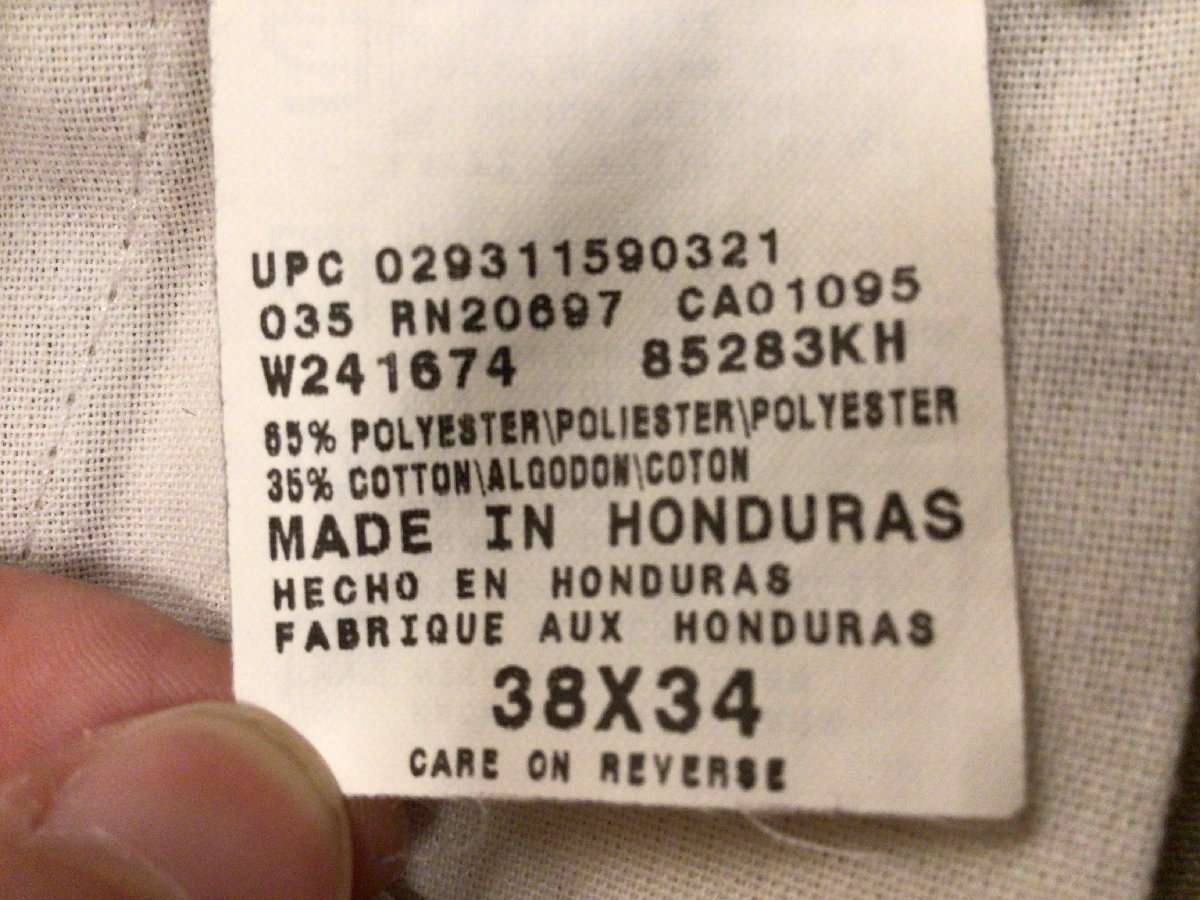 UPC 029311590321
035 RN20697 CA01095
W241674 85283KH
65% POLYESTER\POLIESTER\POLYESTER
35% COTTON\ALGODON\COTON
MADE IN HONDURAS
HECHO EN HONDURAS
FABRIQUE AUX HONDURAS
38X34
CARE ON REVERSE